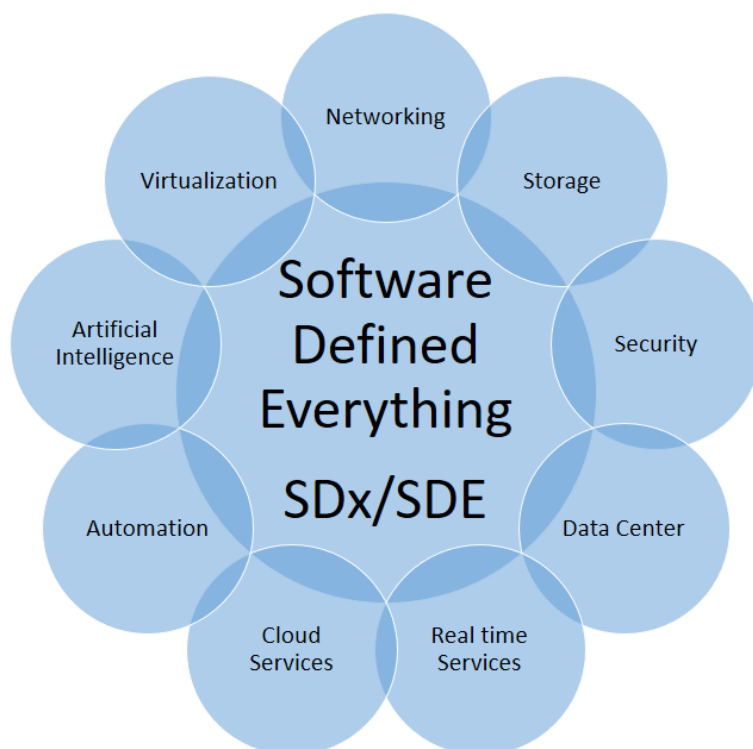 Networking
Storage
Security
Data Center
Real time
Services
Cloud
Services
Automation
Artificial
Intelligence
Virtualization
Software
Defined
Everything
SDx/SDE